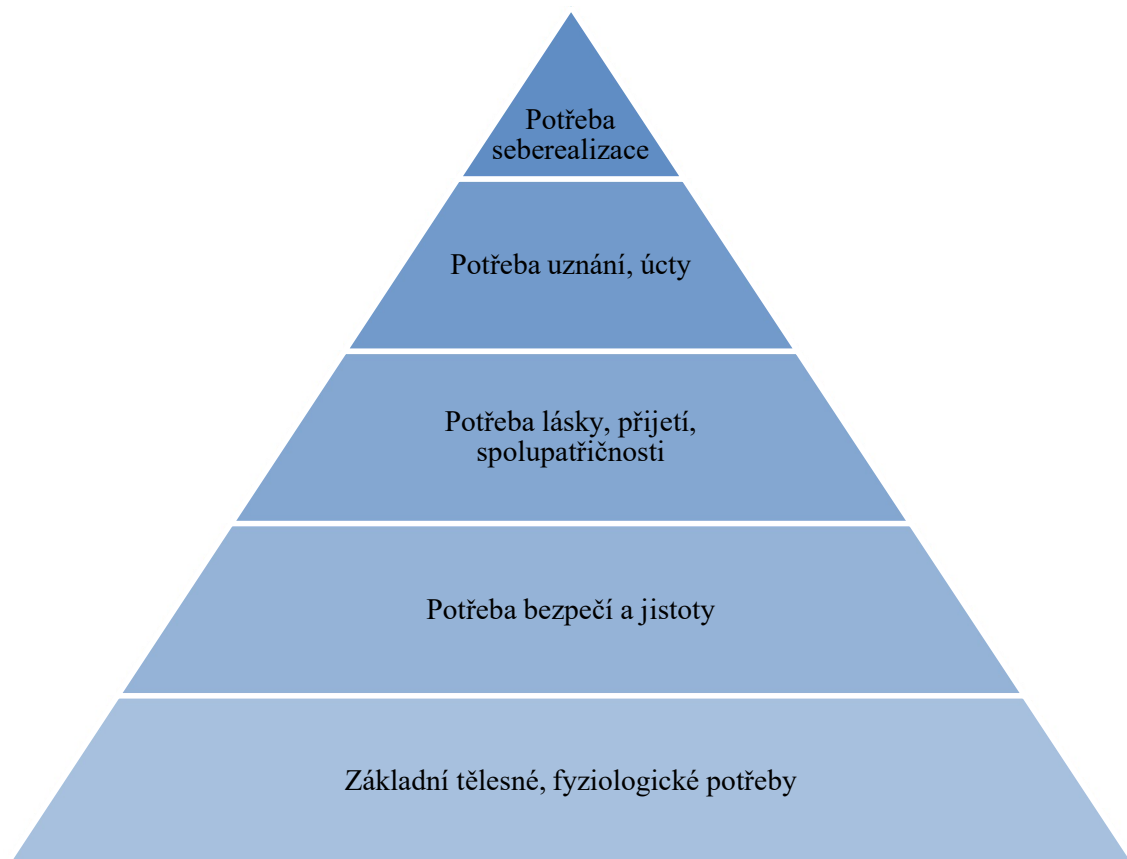 Potřeba
seberealizace
Potřeba uznání, úcty
Potřeba lásky, přijetí,
spolupatřičnosti
Potřeba bezpečí a jistoty
Základní tělesné, fyziologické potřeby